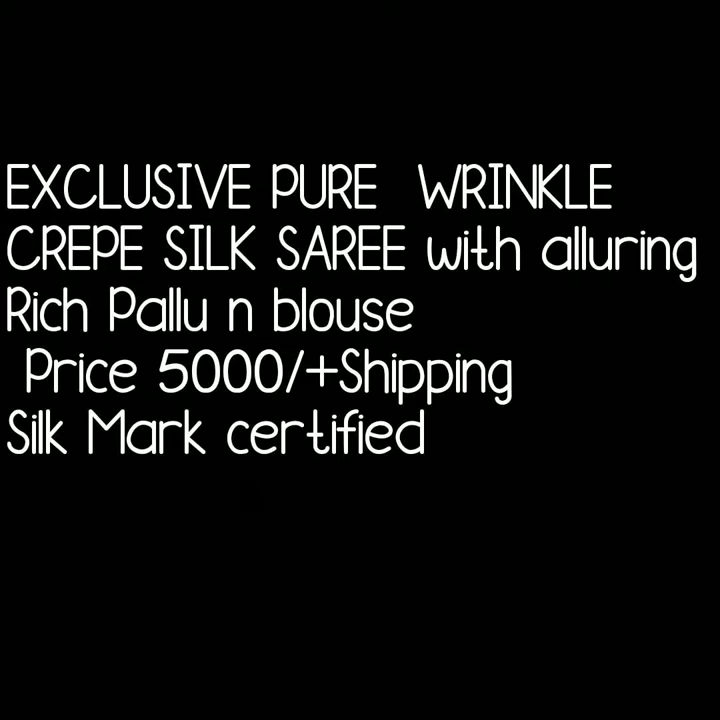 EXCLUSIVE PURE  WRINKLE
CREPE SILK SAREE with alluring
Rich Pallu n blouse
Price 5000/+Shipping
Silk Mark certified